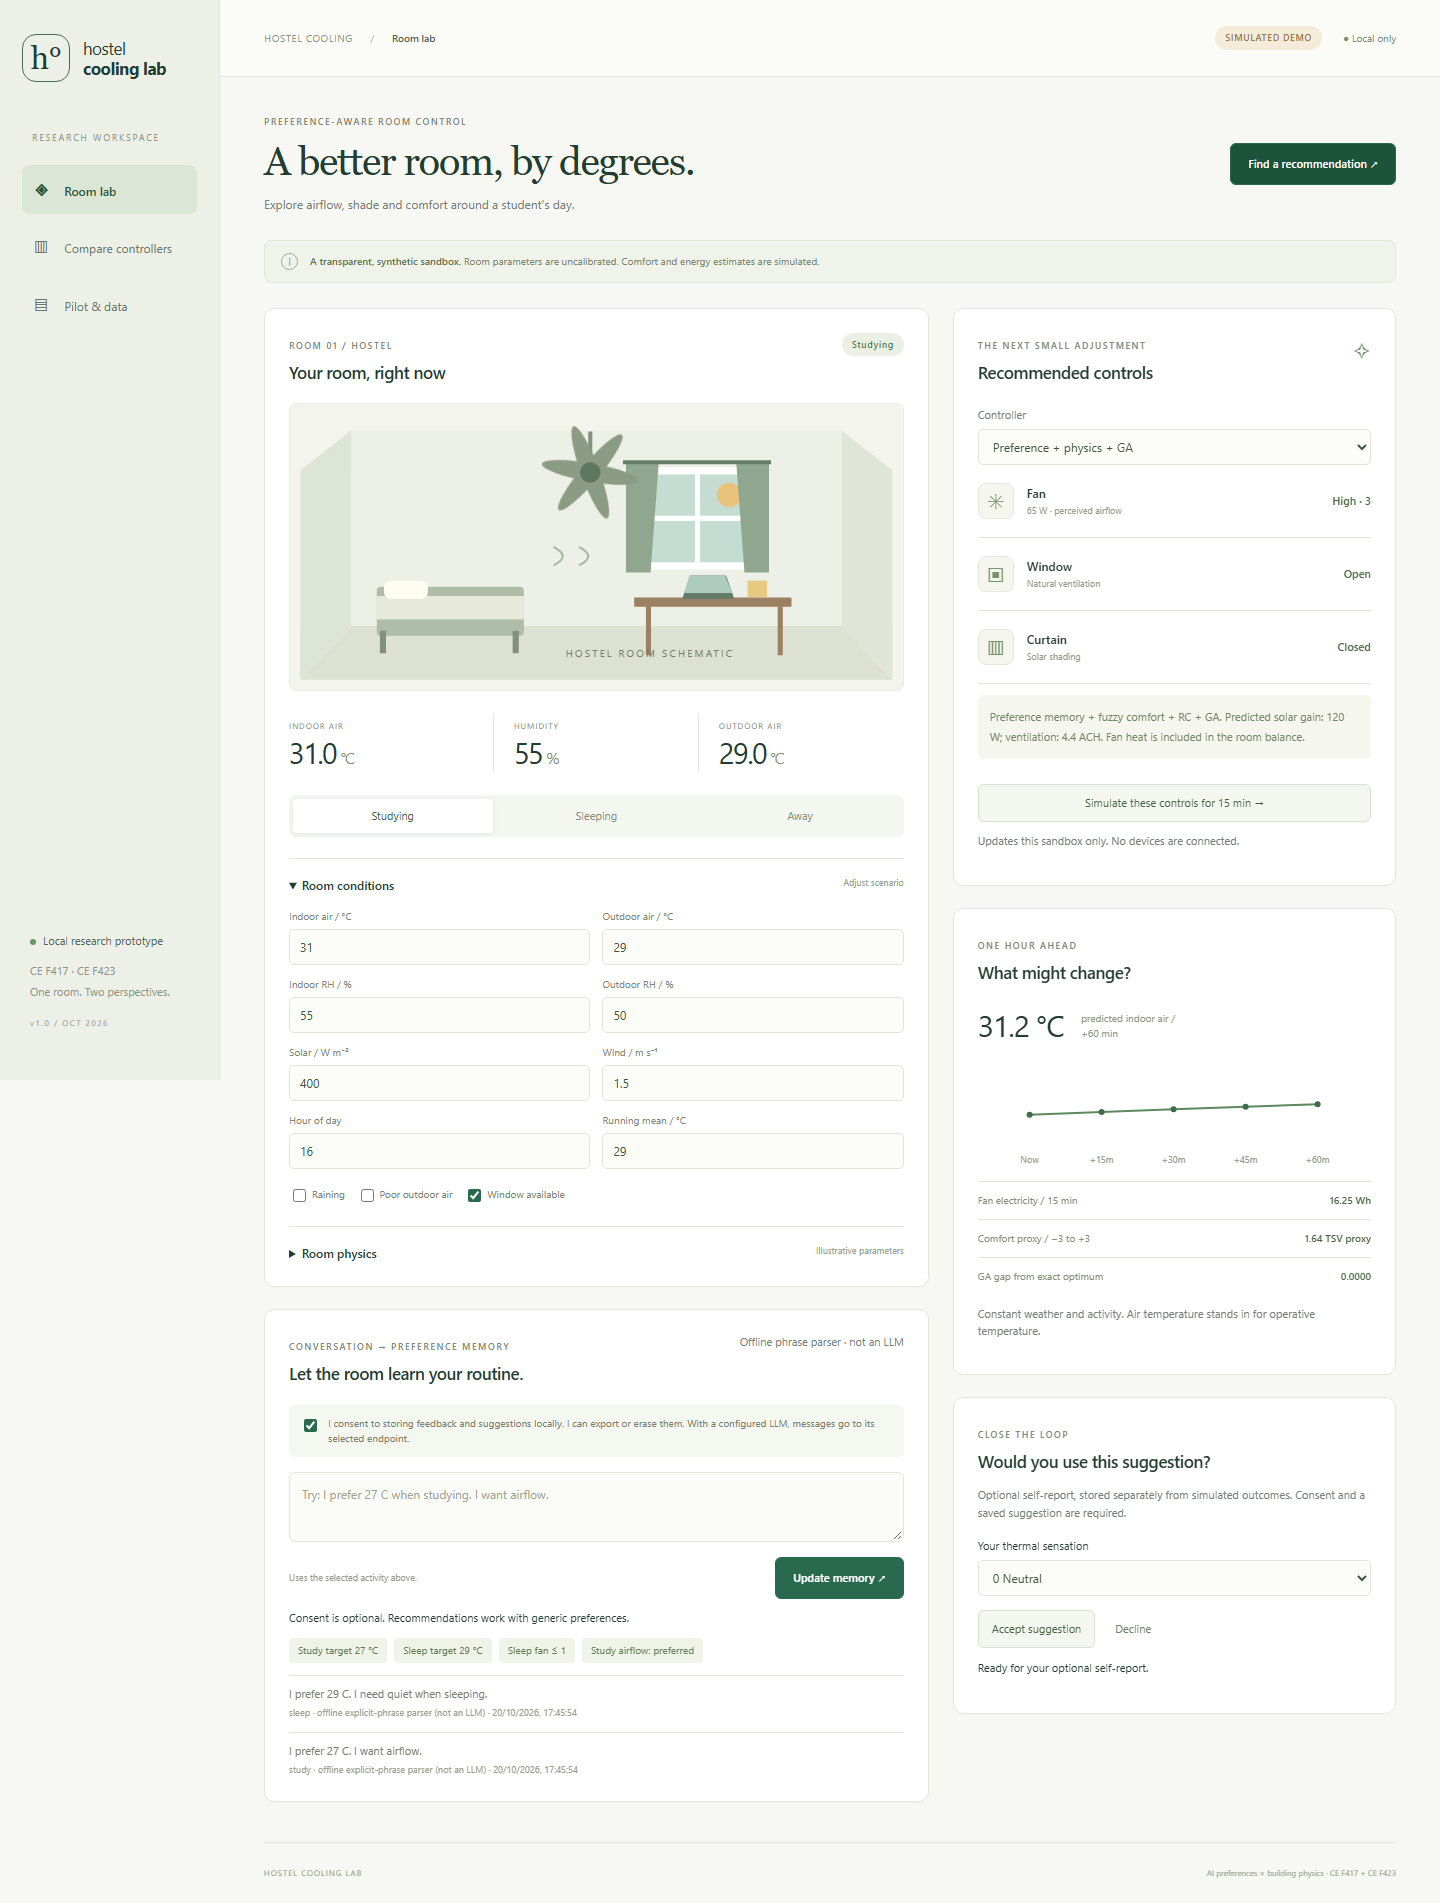 hº
hostel
cooling lab
RESEARCH WORKSPACE
Room lab
Compare controllers
Pilot & data
Local research prototype
CE F417 · CE F423
One room. Two perspectives.
v1.0 / OCT 2026
HOSTEL COOLING / Room lab
SIMULATED DEMO
● Local only
PREFERENCE-AWARE ROOM CONTROL
A better room, by degrees.
Explore airflow, shade and comfort around a student's day.
Find a recommendation ↗
i A transparent, synthetic sandbox. Room parameters are uncalibrated. Comfort and energy estimates are simulated.
ROOM 01 / HOSTEL
Studying
Your room, right now
HOSTEL ROOM SCHEMATIC
INDOOR AIR
31.0 °C
HUMIDITY
55 %
OUTDOOR AIR
29.0 °C
Studying
Sleeping
Away
▼ Room conditions
Adjust scenario
Indoor air / °C
31
Outdoor air / °C
29
Indoor RH / %
55
Outdoor RH / %
50
Solar / W m⁻²
400
Wind / m s⁻¹
1.5
Hour of day
16
Running mean / °C
29
Raining
Poor outdoor air
Window available
▶ Room physics
Illustrative parameters
CONVERSATION → PREFERENCE MEMORY
Offline phrase parser · not an LLM
Let the room learn your routine.
I consent to storing feedback and suggestions locally. I can export or erase them. With a configured LLM, messages go to its
selected endpoint.
Try: I prefer 27 C when studying. I want airflow.
Uses the selected activity above.
Update memory ↗
Consent is optional. Recommendations work with generic preferences.
Study target 27 °C
Sleep target 29 °C
Sleep fan ≤ 1
Study airflow: preferred
I prefer 29 C. I need quiet when sleeping.
sleep · offline explicit-phrase parser (not an LLM) · 20/10/2026, 17:45:54
I prefer 27 C. I want airflow.
study · offline explicit-phrase parser (not an LLM) · 20/10/2026, 17:45:54
THE NEXT SMALL ADJUSTMENT
Recommended controls
Controller
Preference + physics + GA
Fan
65 W · perceived airflow
High · 3
Window
Natural ventilation
Open
Curtain
Solar shading
Closed
Preference memory + fuzzy comfort + RC + GA. Predicted solar gain: 120
W; ventilation: 4.4 ACH. Fan heat is included in the room balance.
Simulate these controls for 15 min →
Updates this sandbox only. No devices are connected.
ONE HOUR AHEAD
What might change?
31.2 °C
predicted indoor air /
+60 min
Now +15m +30m +45m +60m
Fan electricity / 15 min
16.25 Wh
Comfort proxy / −3 to +3
1.64 TSV proxy
GA gap from exact optimum
0.0000
Constant weather and activity. Air temperature stands in for operative
temperature.
CLOSE THE LOOP
Would you use this suggestion?
Optional self-report, stored separately from simulated outcomes. Consent and a
saved suggestion are required.
Your thermal sensation
0 Neutral
Accept suggestion
Decline
Ready for your optional self-report.
HOSTEL COOLING LAB
AI preferences × building physics · CE F417 + CE F423